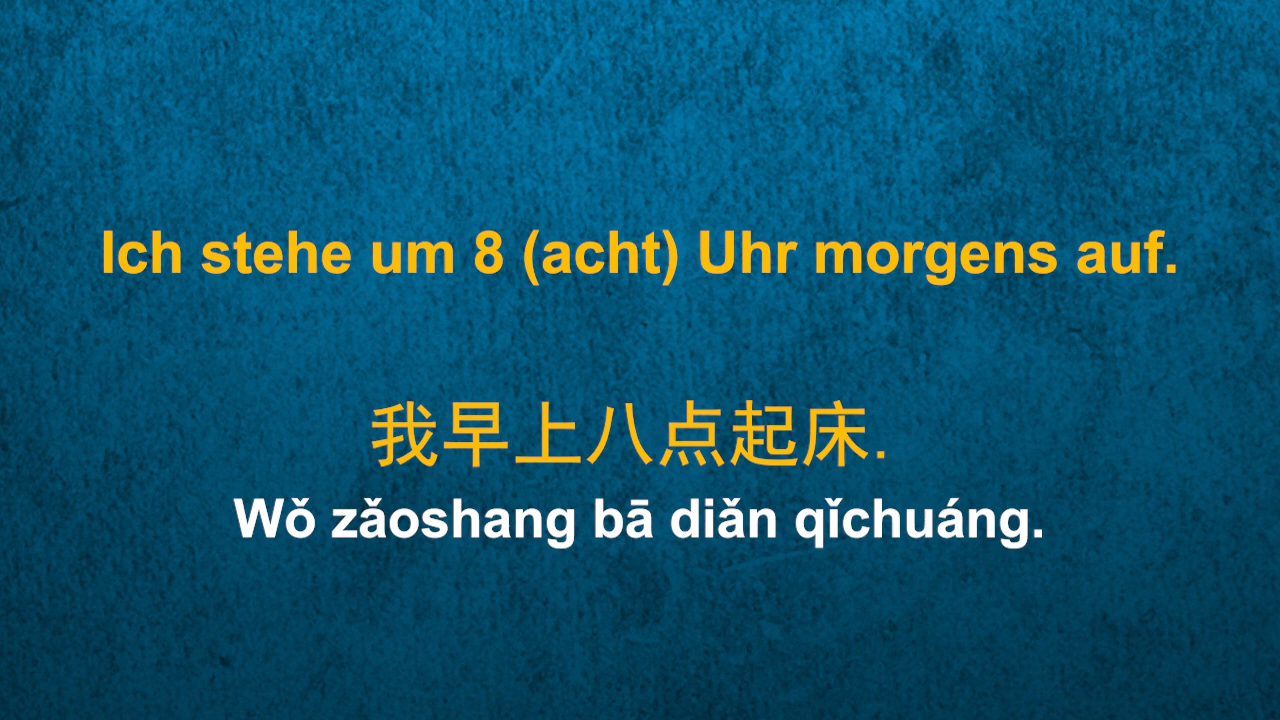 Ich stehe um 8 (acht) Uhr morgens auf.
我早上八点起床.
Wǒ zǎoshang bā diǎn qǐchuáng.